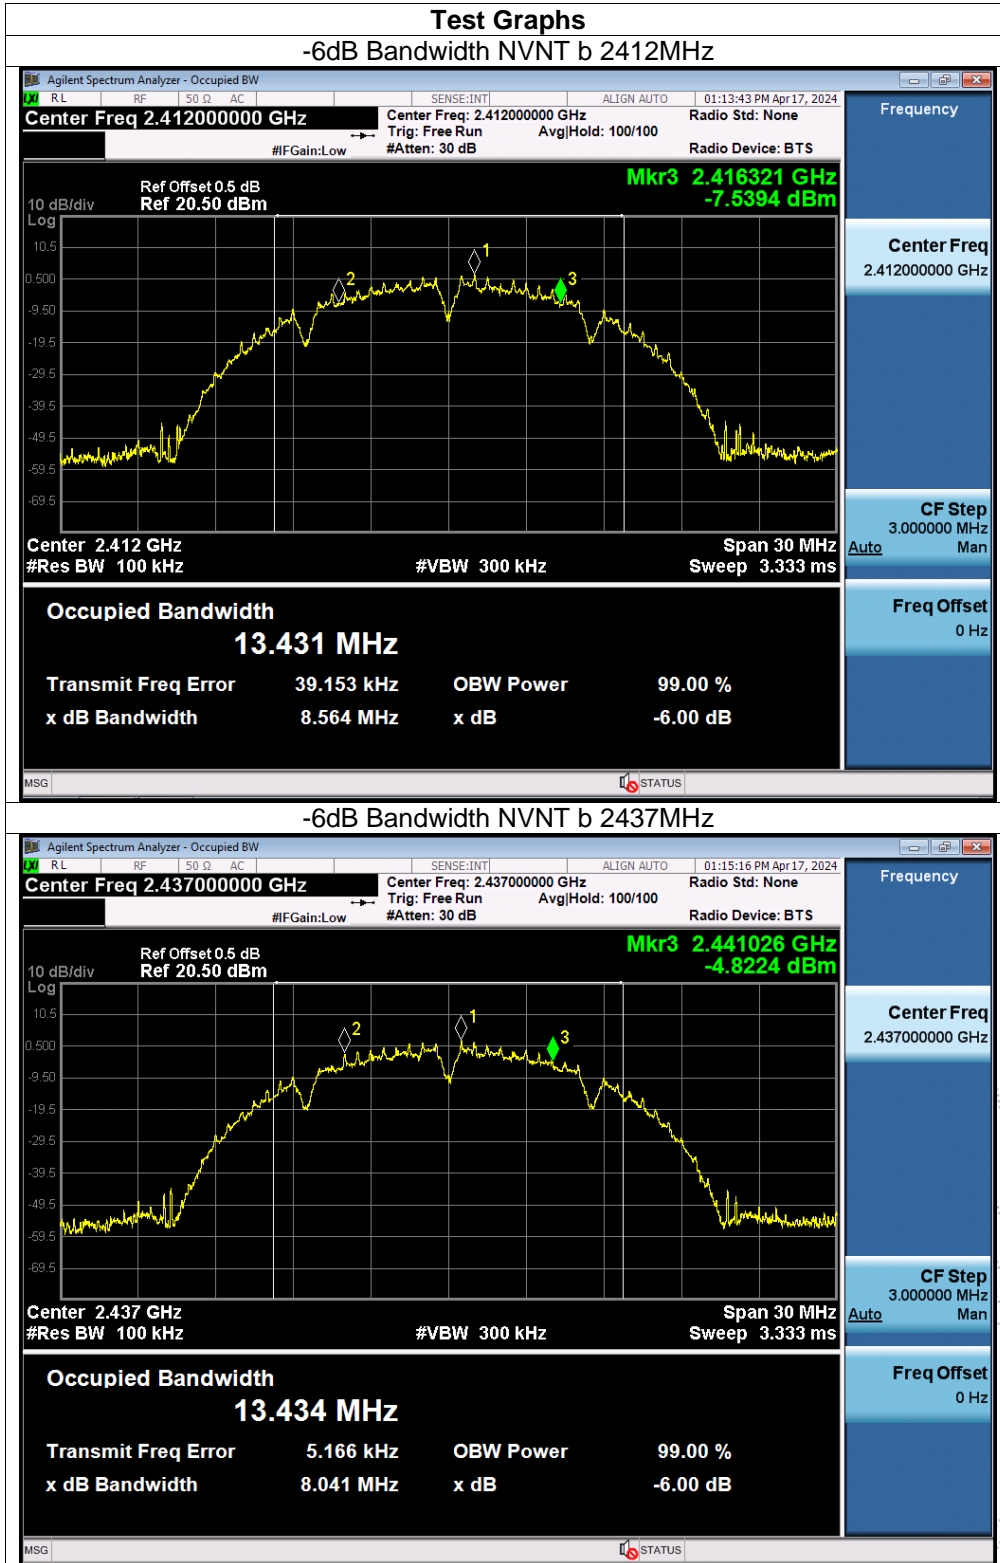 Test Graphs
-6dB Bandwidth NVNT b 2412MHz
Agilent Spectrum Analyzer - Occupied BW
LXI RL RF 50 Ω AC SENSE:INT ALIGN AUTO 01:13:43 PM Apr 17, 2024
Center Freq 2.412000000 GHz
Center Freq: 2.412000000 GHz
Radio Std: None
Trig: Free Run Avg|Hold: 100/100
#IFGain:Low #Atten: 30 dB Radio Device: BTS
Frequency
Mkr3 2.416321 GHz
-7.5394 dBm
Ref Offset 0.5 dB
10 dB/div Ref 20.50 dBm
Log
10.5
0.500
-9.50
-19.5
-29.5
-39.5
-49.5
-59.5
-69.5
1
2
3
Center 2.412 GHz Span 30 MHz
#Res BW 100 kHz #VBW 300 kHz Sweep 3.333 ms
Center Freq
2.412000000 GHz
CF Step
3.000000 MHz
Auto Man
Freq Offset
0 Hz
Occupied Bandwidth
13.431 MHz
Transmit Freq Error 39.153 kHz OBW Power 99.00 %
x dB Bandwidth 8.564 MHz x dB -6.00 dB
MSG STATUS
-6dB Bandwidth NVNT b 2437MHz
Agilent Spectrum Analyzer - Occupied BW
LXI RL RF 50 Ω AC SENSE:INT ALIGN AUTO 01:15:16 PM Apr 17, 2024
Center Freq 2.437000000 GHz
Center Freq: 2.437000000 GHz
Radio Std: None
Trig: Free Run Avg|Hold: 100/100
#IFGain:Low #Atten: 30 dB Radio Device: BTS
Frequency
Mkr3 2.441026 GHz
-4.8224 dBm
Ref Offset 0.5 dB
10 dB/div Ref 20.50 dBm
Log
10.5
0.500
-9.50
-19.5
-29.5
-39.5
-49.5
-59.5
-69.5
1
2
3
Center 2.437 GHz Span 30 MHz
#Res BW 100 kHz #VBW 300 kHz Sweep 3.333 ms
Center Freq
2.437000000 GHz
CF Step
3.000000 MHz
Auto Man
Freq Offset
0 Hz
Occupied Bandwidth
13.434 MHz
Transmit Freq Error 5.166 kHz OBW Power 99.00 %
x dB Bandwidth 8.041 MHz x dB -6.00 dB
MSG STATUS